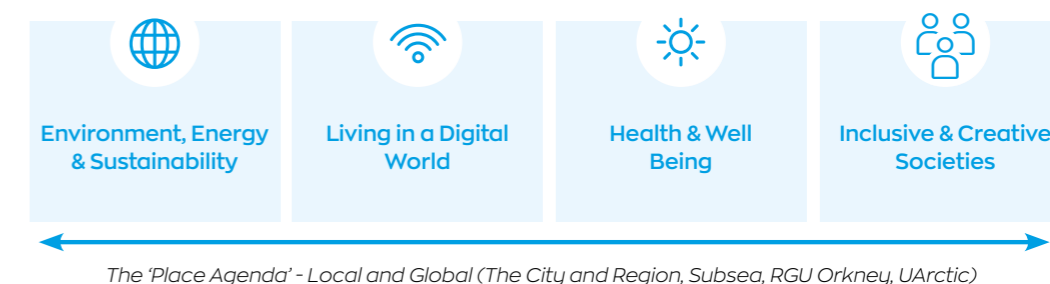 Environment, Energy
& Sustainability
Living in a Digital
World
Health & Well
Being
Inclusive & Creative
Societies
The ‘Place Agenda’ - Local and Global (The City and Region, Subsea, RGU Orkney, UArctic)